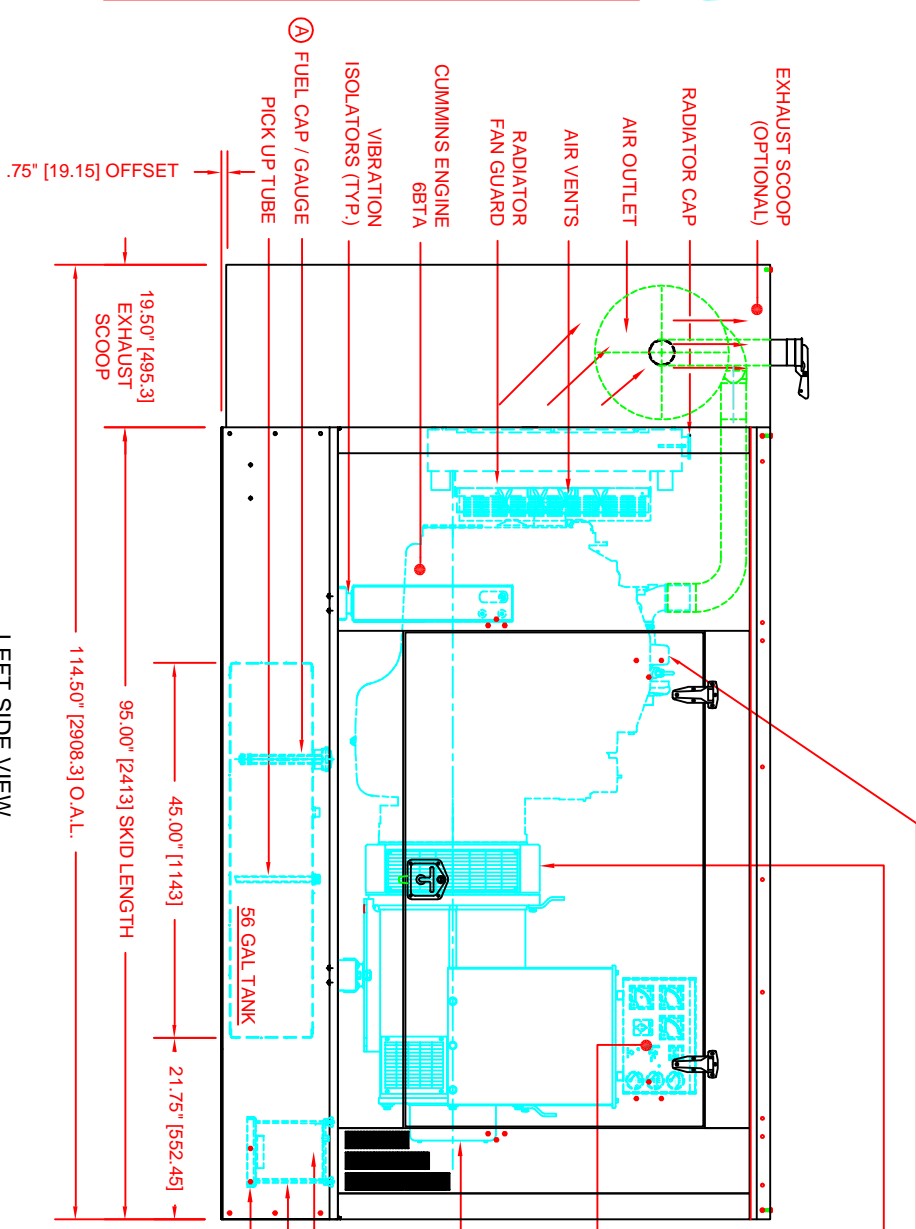 EXHAUST SCOOP
(OPTIONAL)
RADIATOR CAP
AIR OUTLET
AIR VENTS
RADIATOR
FAN GUARD
CUMMINS ENGINE
6BTA
VIBRATION
ISOLATORS (TYP.)
A FUEL CAP / GAUGE
PICK UP TUBE
.75" [19.15] OFFSET
19.50" [495.3]
EXHAUST
SCOOP
56 GAL TANK
45.00" [1143]
21.75" [552.45]
95.00" [2413] SKID LENGTH
114.50" [2908.3] O.A.L.
LEFT SIDE VIEW